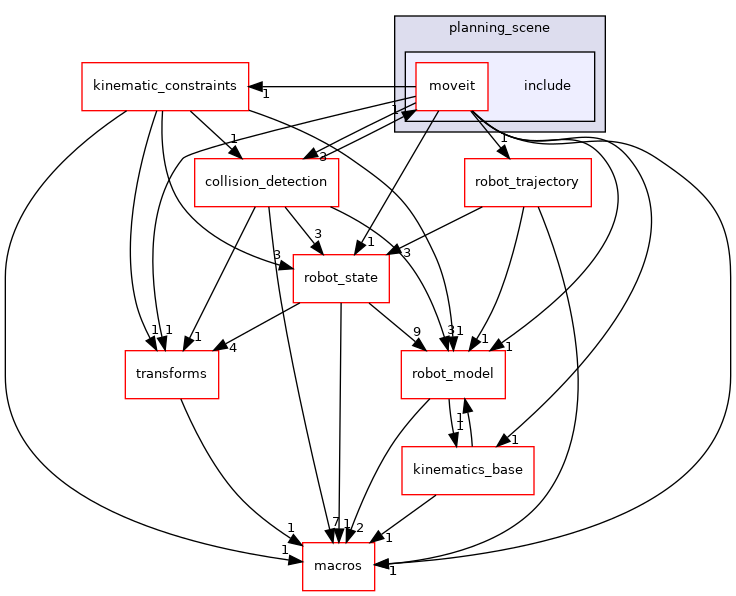 planning_scene
kinematic_constraints
moveit
include
1
1
1
1
3
collision_detection
robot_trajectory
3
1
3
3
robot_state
1
1
1
4
9
3
1
1
1
transforms
robot_model
1
1
1
kinematics_base
1
1
7
1
2
1
1
macros